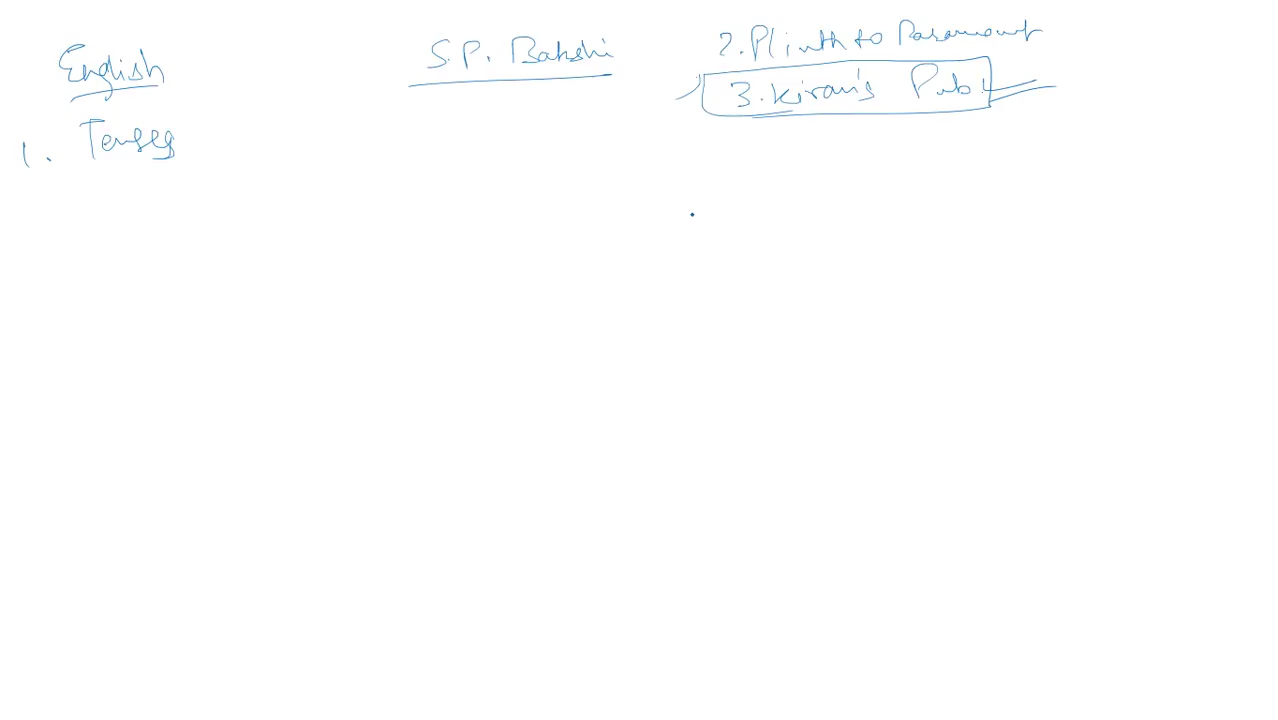 English
1. Tenses
S.P. Bakshi
2. Plinth to Paramount
3. Kiran's Pub!